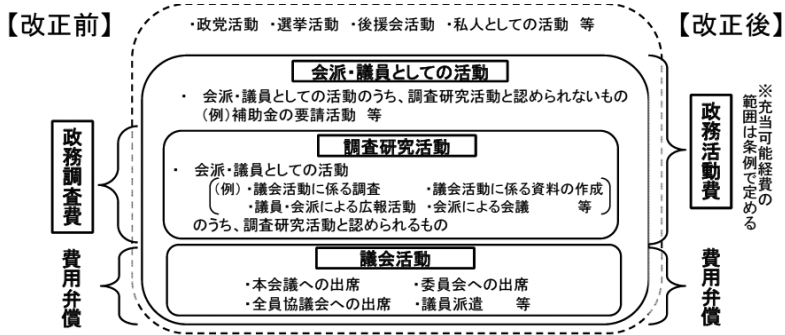 【改正前】
【改正後】
・政党活動 ・選挙活動 ・後援会活動 ・私人としての活動 等
会派・議員としての活動
・ 会派・議員としての活動のうち、調査研究活動と認められないもの
(例)補助金の要請活動 等
調査研究活動
・ 会派・議員としての活動
(例)・議会活動に係る調査 ・議会活動に係る資料の作成
・議員・会派による広報活動 ・会派による会議 等
のうち、調査研究活動と認められるもの
議会活動
・本会議への出席 ・委員会への出席
・全員協議会への出席 ・議員派遣 等
政務調査費
費用弁償
政務活動費
※充当可能経費の
範囲は条例で定める
費用弁償